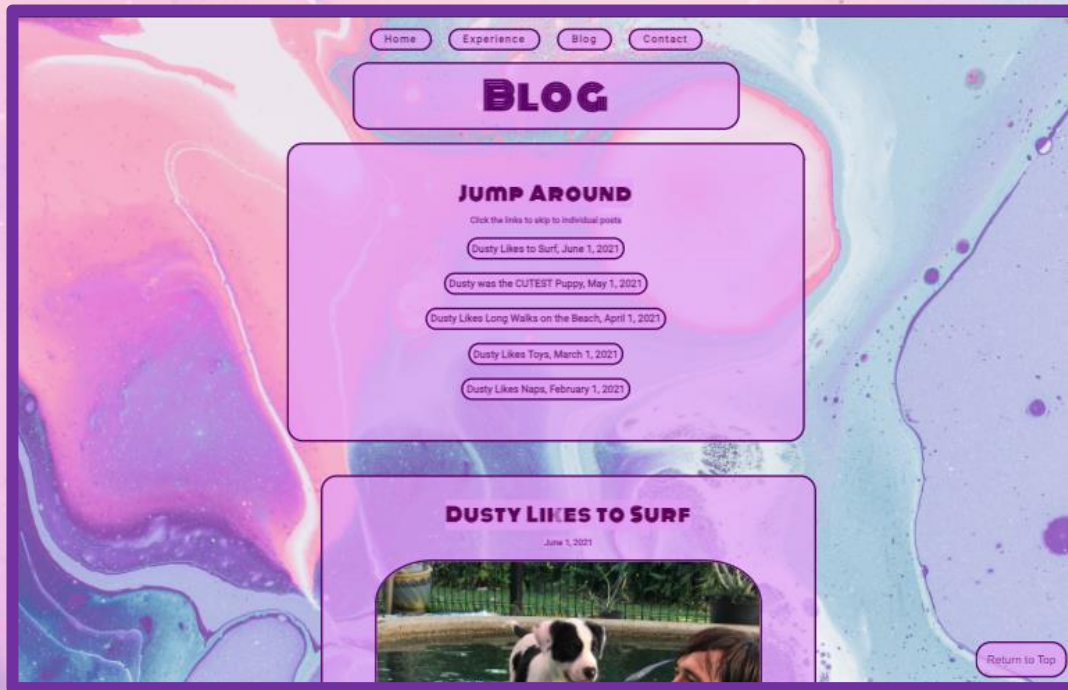 Home
Experience
Blog
Contact
Blog
Jump Around
Click the links to skip to individual posts
Dusty Likes to Surf, June 1, 2021
Dusty was the CUTEST Puppy, May 1, 2021
Dusty Likes Long Walks on the Beach, April 1, 2021
Dusty Likes Toys, March 1, 2021
Dusty Likes Naps, February 1, 2021
Dusty Likes to Surf
June 1, 2021
Return to Top